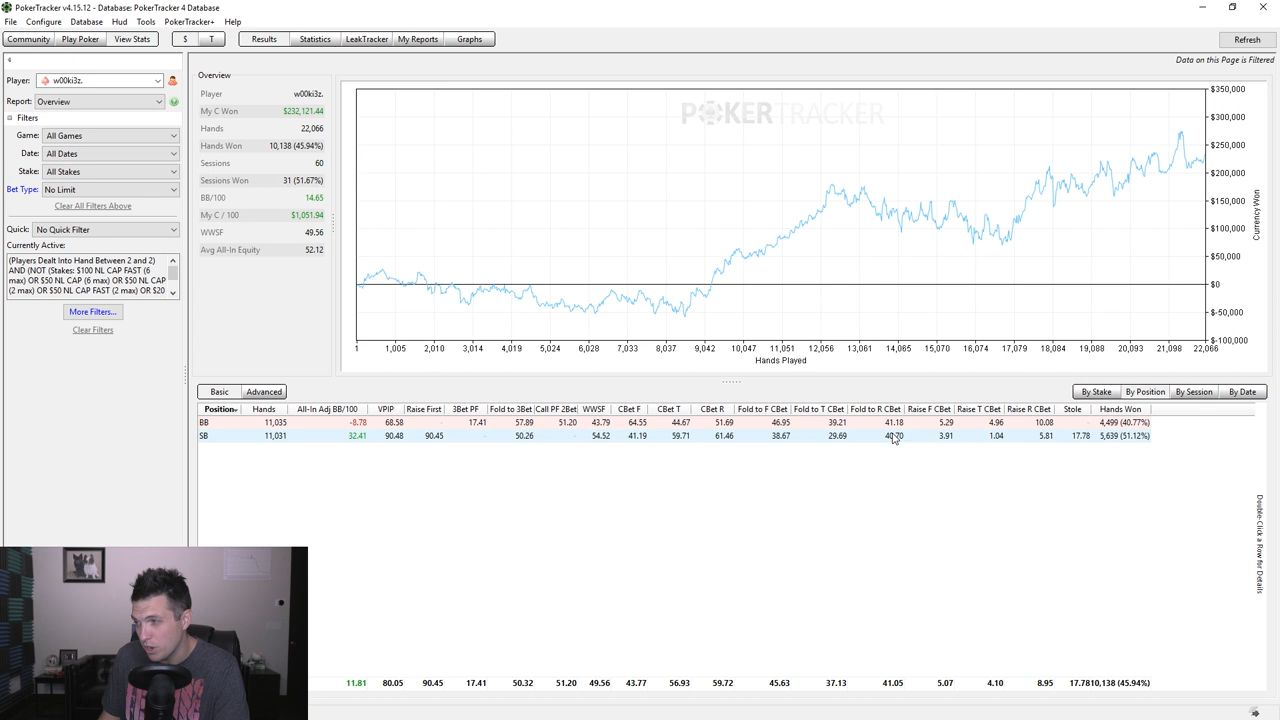 PokerTracker v4.15.12 - Database: PokerTracker 4 Database
File Configure Database Hud Tools PokerTracker+ Help
Community Play Poker View Stats $ T Results Statistics LeakTracker My Reports Graphs Refresh
Data on this Page is Filtered
Player: w00ki3z.
Report: Overview
Filters
Game: All Games
Date: All Dates
Stake: All Stakes
Bet Type: No Limit
Clear All Filters Above
Quick: No Quick Filter
Currently Active:
(Players Dealt Into Hand Between 2 and 2)
AND (NOT (Stakes: $100 NL CAP FAST (6
max) OR $50 NL CAP (6 max) OR $50 NL CAP
(2 max) OR $50 NL CAP FAST (2 max) OR $20
More Filters...
Clear Filters
Overview
Player w00ki3z.
My C Won $232,121.44
Hands 22,066
Hands Won 10,138 (45.94%)
Sessions 60
Sessions Won 31 (51.67%)
BB/100 14.65
My C / 100 $1,051.94
WWSF 49.56
Avg All-In Equity 52.12
POKERTRACKER
$350,000
$300,000
$250,000
$200,000
$150,000
$100,000
$50,000
$0
$-50,000
$-100,000
Currency Won
1 1,005 2,010 3,014 4,019 5,024 6,028 7,033 8,037 9,042 10,047 11,051 12,056 13,061 14,065 15,070 16,074 17,079 18,084 19,088 20,093 21,098 22,066
Hands Played
Basic Advanced By Stake By Position By Session By Date
Position Hands All-In Adj BB/100 VPIP Raise First 3Bet PF Fold to 3Bet Call PF 2Bet WWSF CBet F CBet T CBet R Fold to F CBet Fold to T CBet Fold to R CBet Raise F CBet Raise T CBet Raise R CBet Stole Hands Won
BB 11,035 -8.78 68.58 - 17.41 57.89 51.20 43.79 64.55 44.67 51.69 46.95 39.21 41.18 5.29 4.96 10.08 - 4,499 (40.77%)
SB 11,031 32.41 90.48 90.45 - 50.26 - 54.52 41.19 59.71 61.46 38.67 29.69 3.91 1.04 5.81 17.78 5,639 (51.12%)
Double-Click a Row for Details
11.81 80.05 90.45 17.41 50.32 51.20 49.56 43.77 56.93 59.72 45.63 37.13 41.05 5.07 4.10 8.95 17.78 10,138 (45.94%)